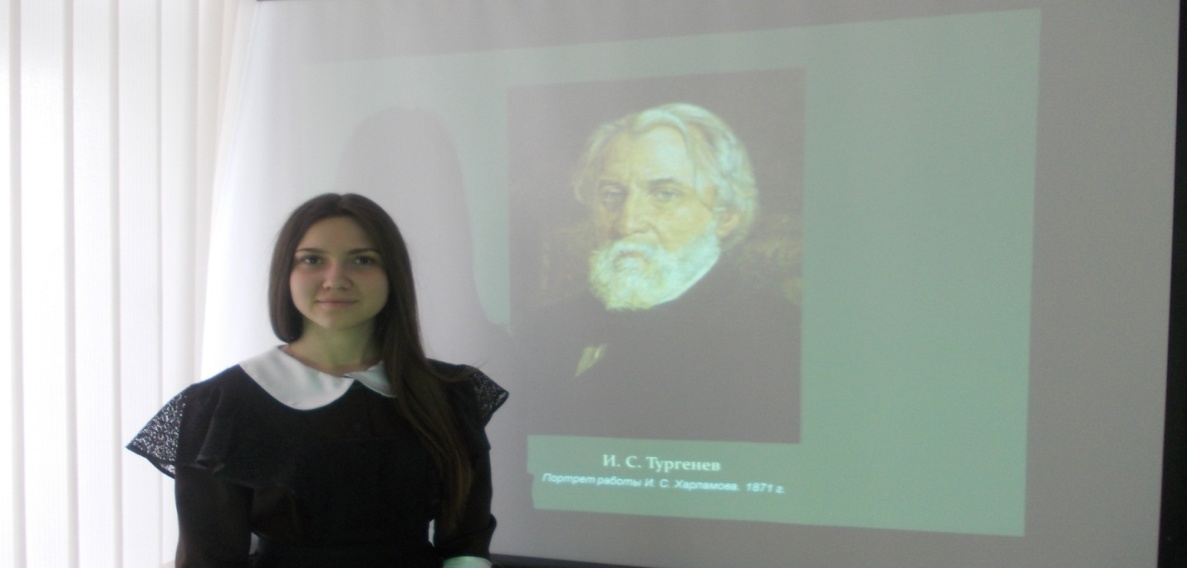 И. С. Тургенев
Портрет работы И. С. Харламова. 1871 г.